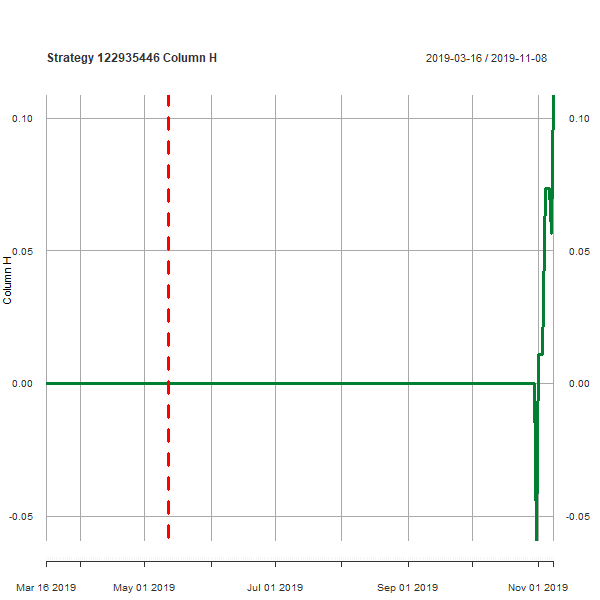 Strategy 122935446 Column H
2019-03-16 / 2019-11-08
0.10
0.10
0.05
0.05
Column H
0.00
0.00
-0.05
-0.05
Mar 16 2019
May 01 2019
Jul 01 2019
Sep 01 2019
Nov 01 2019